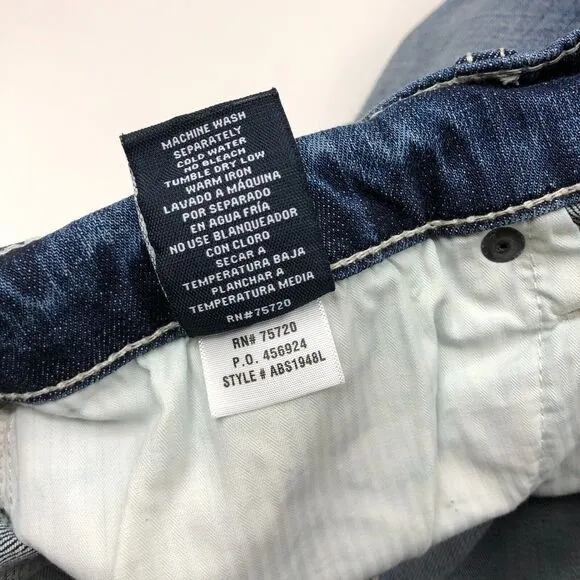 MACHINE WASH
SEPARATELY
COLD WATER
NO BLEACH
TUMBLE DRY LOW
WARM IRON
LAVADO A MÁQUINA
POR SEPARADO
EN AGUA FRÍA
NO USE BLANQUEADOR
CON CLORO
SECAR A
TEMPERATURA BAJA
PLANCHAR A
TEMPERATURA MEDIA
RN#75720
RN# 75720
P.O. 456924
STYLE # ABS1948L